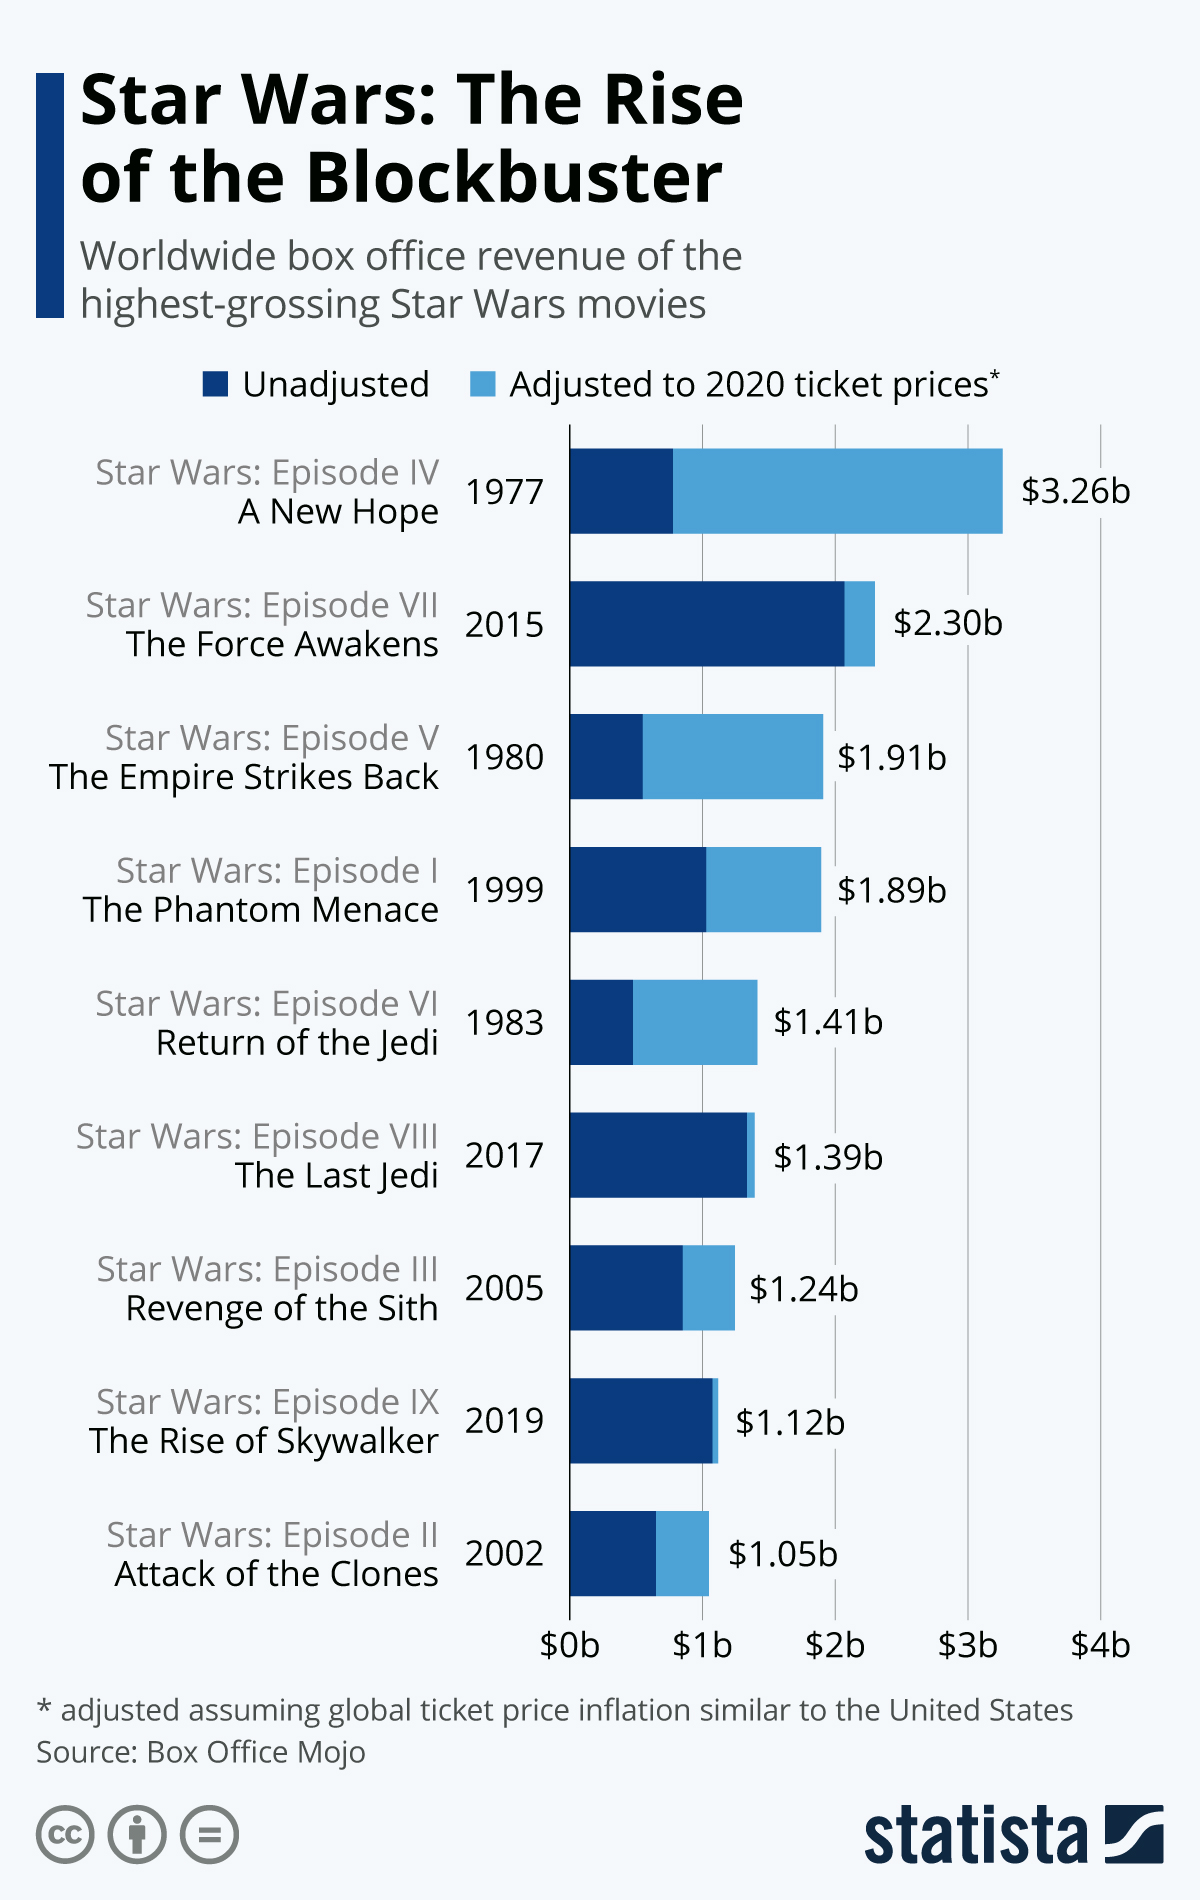 Star Wars: The Rise
of the Blockbuster
Worldwide box office revenue of the
highest-grossing Star Wars movies
Unadjusted Adjusted to 2020 ticket prices*
Star Wars: Episode IV
A New Hope
1977
$3.26b
Star Wars: Episode VII
The Force Awakens
2015
$2.30b
Star Wars: Episode V
The Empire Strikes Back
1980
$1.91b
Star Wars: Episode I
The Phantom Menace
1999
$1.89b
Star Wars: Episode VI
Return of the Jedi
1983
$1.41b
Star Wars: Episode VIII
The Last Jedi
2017
$1.39b
Star Wars: Episode III
Revenge of the Sith
2005
$1.24b
Star Wars: Episode IX
The Rise of Skywalker
2019
$1.12b
Star Wars: Episode II
Attack of the Clones
2002
$1.05b
$0b $1b $2b $3b $4b
* adjusted assuming global ticket price inflation similar to the United States
Source: Box Office Mojo
cc
statista